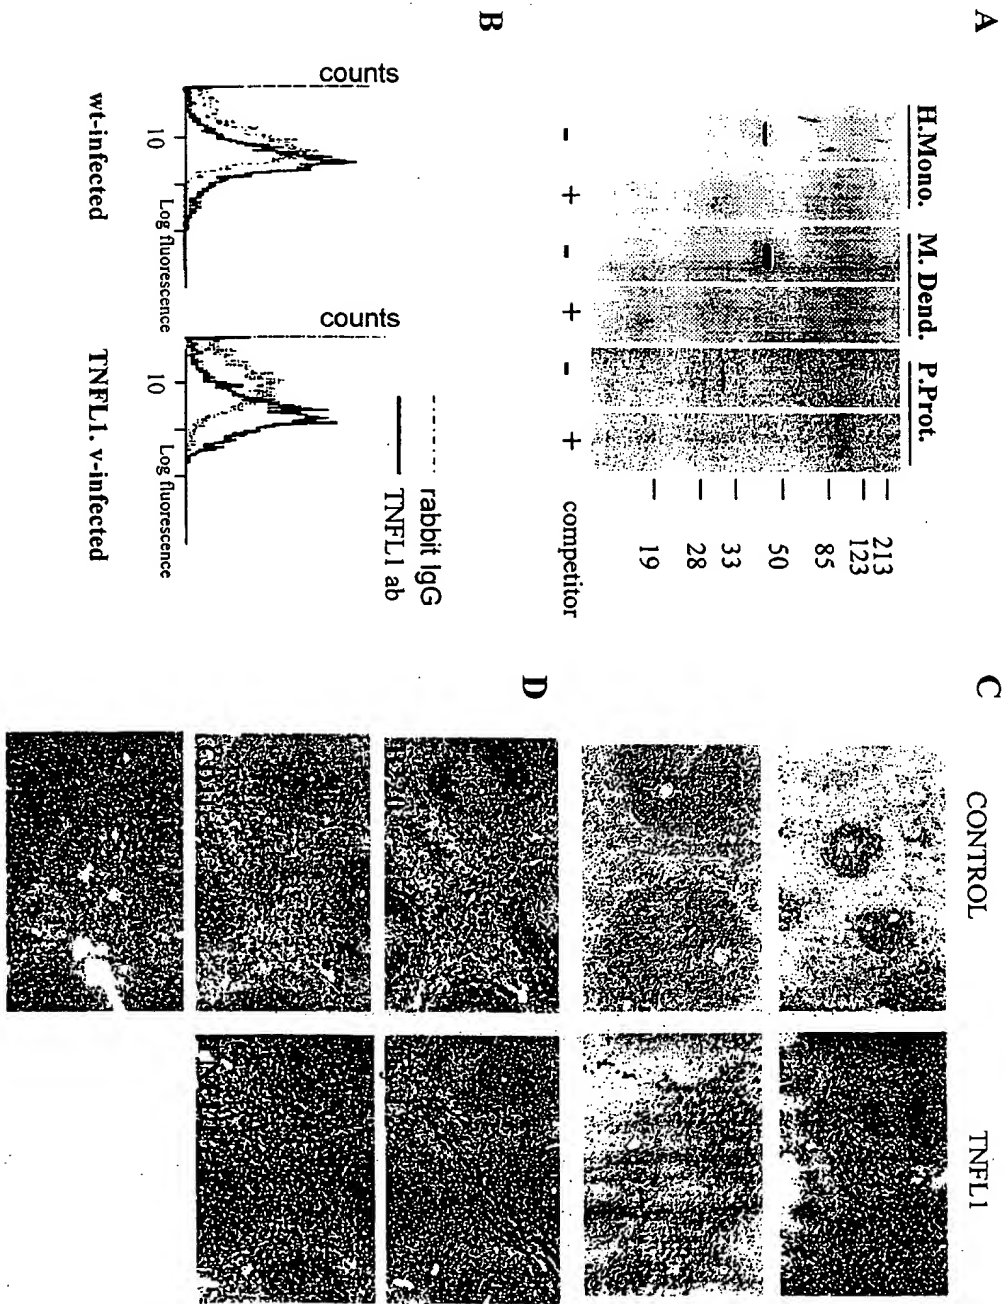 A
H.Mono. M. Dend. P.Prot.
213
123
85
50
33
28
19
- + - + - + competitor
B
counts
10
Log fluorescence
wt-infected
counts
10
Log fluorescence
TNFL1. v-infected
rabbit IgG
TNFL1 ab
C
CONTROL TNFL1
D